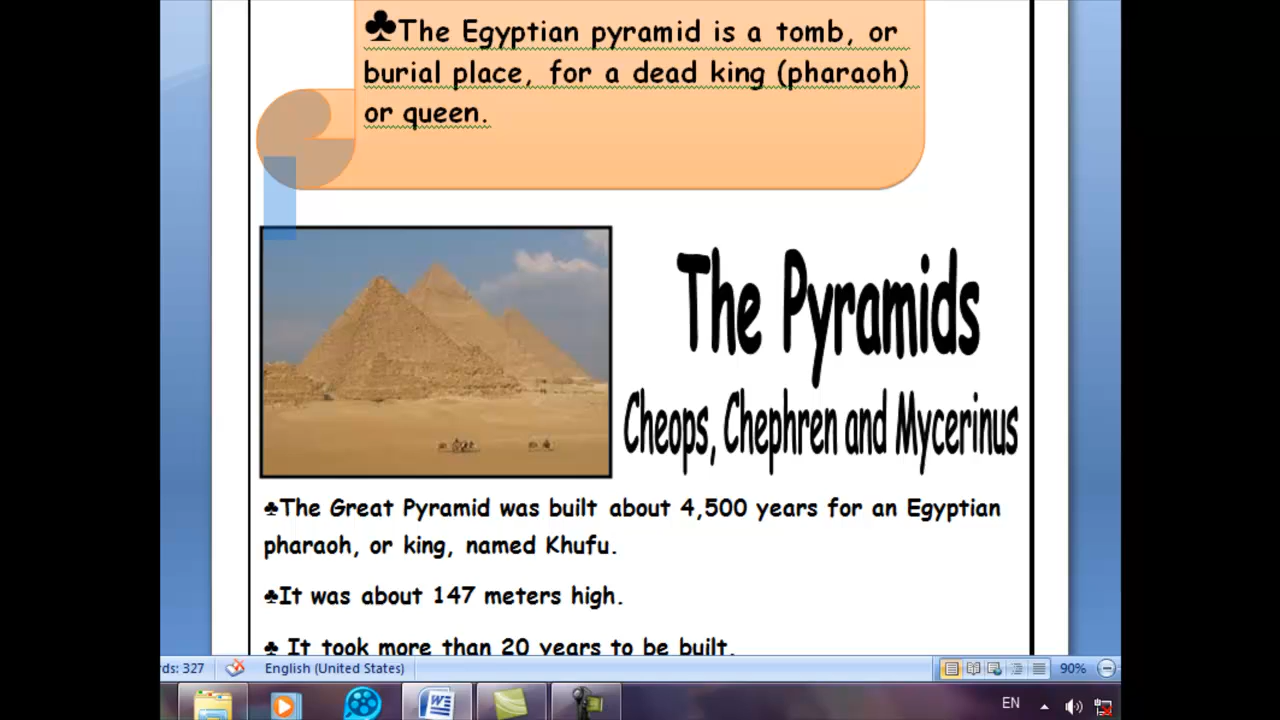 ♣The Egyptian pyramid is a tomb, or
burial place, for a dead king (pharaoh)
or queen.
The Pyramids
Cheops, Chephren and Mycerinus
♣The Great Pyramid was built about 4,500 years for an Egyptian
pharaoh, or king, named Khufu.
♣It was about 147 meters high.
♣ It took more than 20 years to be built.
ds: 327 English (United States) 90%
EN